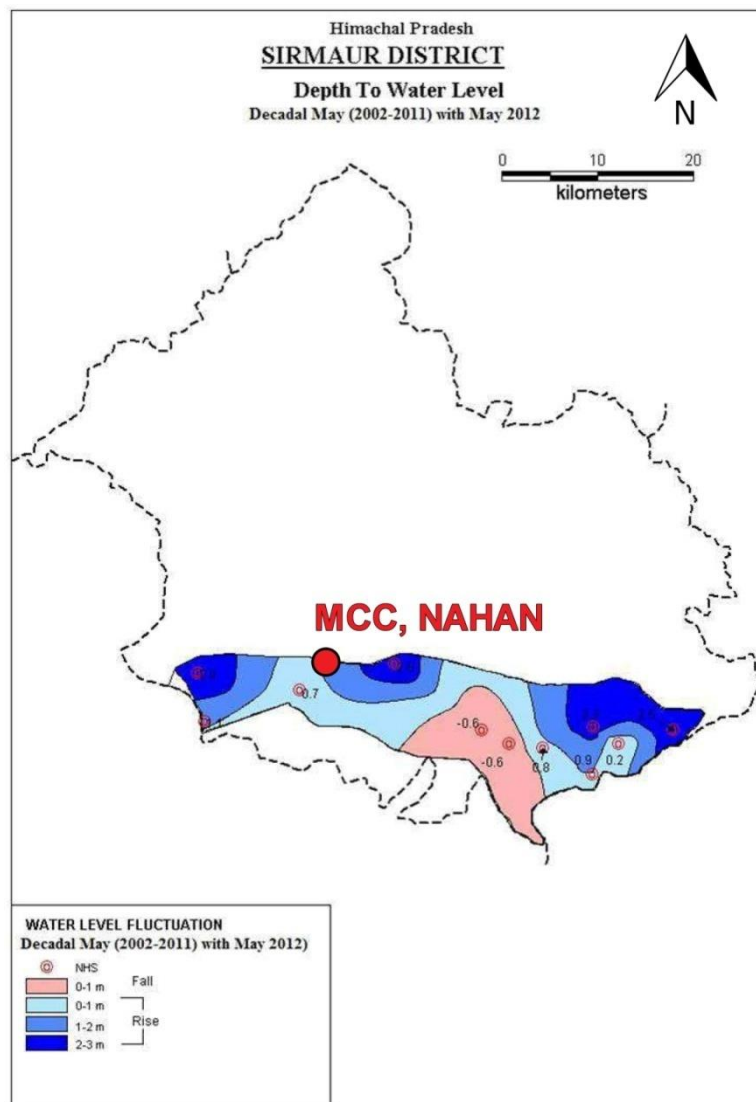 Himachal Pradesh
SIRMAUR DISTRICT
Depth To Water Level
Decadal May (2002-2011) with May 2012
N
0 10 20
kilometers
MCC, NAHAN
0.7
-0.6
-0.6
0.8
0.9
0.2
WATER LEVEL FLUCTUATION
Decadal May (2002-2011) with May 2012)
NHS
0-1 m Fall
0-1 m
Rise
1-2 m
2-3 m